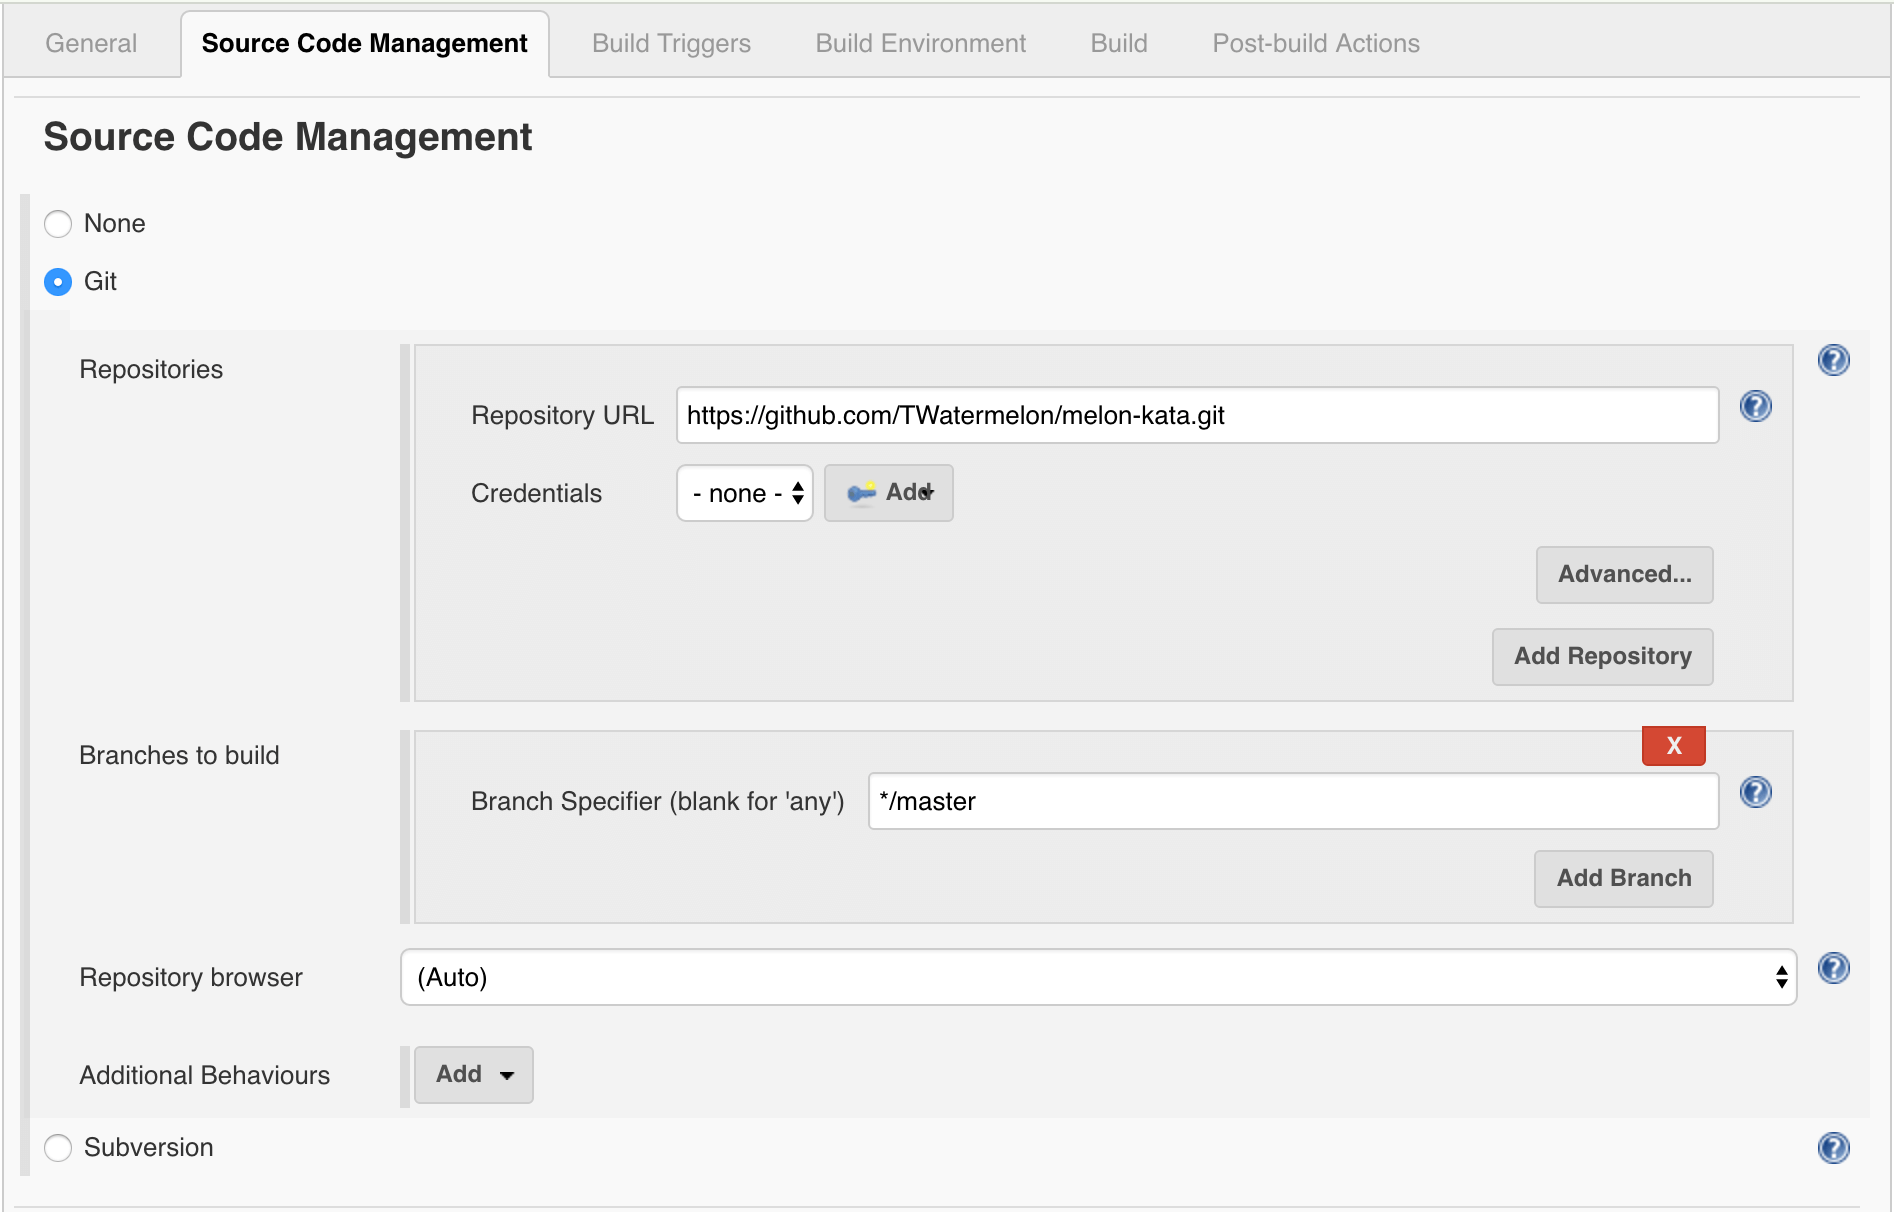 General Source Code Management Build Triggers Build Environment Build Post-build Actions
Source Code Management
None
Git
Repositories
Repository URL https://github.com/TWatermelon/melon-kata.git
Credentials - none - Add
Advanced...
Add Repository
Branches to build
X
Branch Specifier (blank for 'any') */master
Add Branch
Repository browser (Auto)
Additional Behaviours Add
Subversion